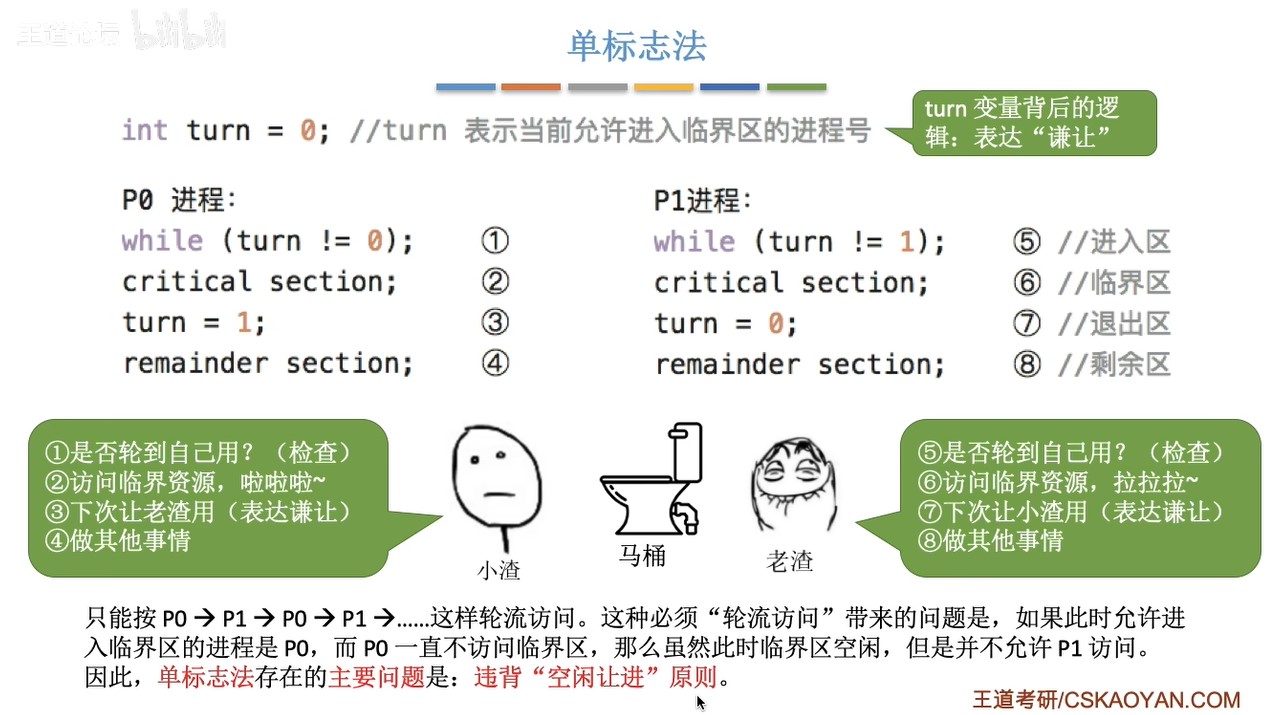 王道论坛 bilibili
单标志法
int turn = 0; //turn 表示当前允许进入临界区的进程号
turn 变量背后的逻
辑：表达“谦让”
P0 进程：
while (turn != 0); ①
critical section; ②
turn = 1; ③
remainder section; ④
P1进程：
while (turn != 1); ⑤ //进入区
critical section; ⑥ //临界区
turn = 0; ⑦ //退出区
remainder section; ⑧ //剩余区
①是否轮到自己用？（检查）
②访问临界资源，啦啦啦~
③下次让老渣用（表达谦让）
④做其他事情
小渣
马桶
老渣
⑤是否轮到自己用？（检查）
⑥访问临界资源，拉拉拉~
⑦下次让小渣用（表达谦让）
⑧做其他事情
只能按 P0 → P1 → P0 → P1 →……这样轮流访问。这种必须“轮流访问”带来的问题是，如果此时允许进
入临界区的进程是 P0，而 P0 一直不访问临界区，那么虽然此时临界区空闲，但是并不允许 P1 访问。
因此，单标志法存在的主要问题是：违背“空闲让进”原则。
王道考研/CSKAOYAN.COM